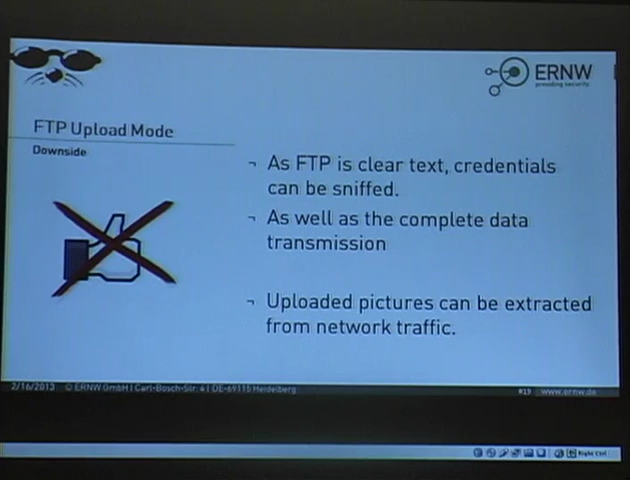 ERNW
providing security.
FTP Upload Mode
Downside
¬ As FTP is clear text, credentials
can be sniffed.
¬ As well as the complete data
transmission
¬ Uploaded pictures can be extracted
from network traffic.
2/16/2013 © ERNW GmbH | Carl-Bosch-Str. 4 | DE-69115 Heidelberg #19 www.ernw.de
Right Ctrl